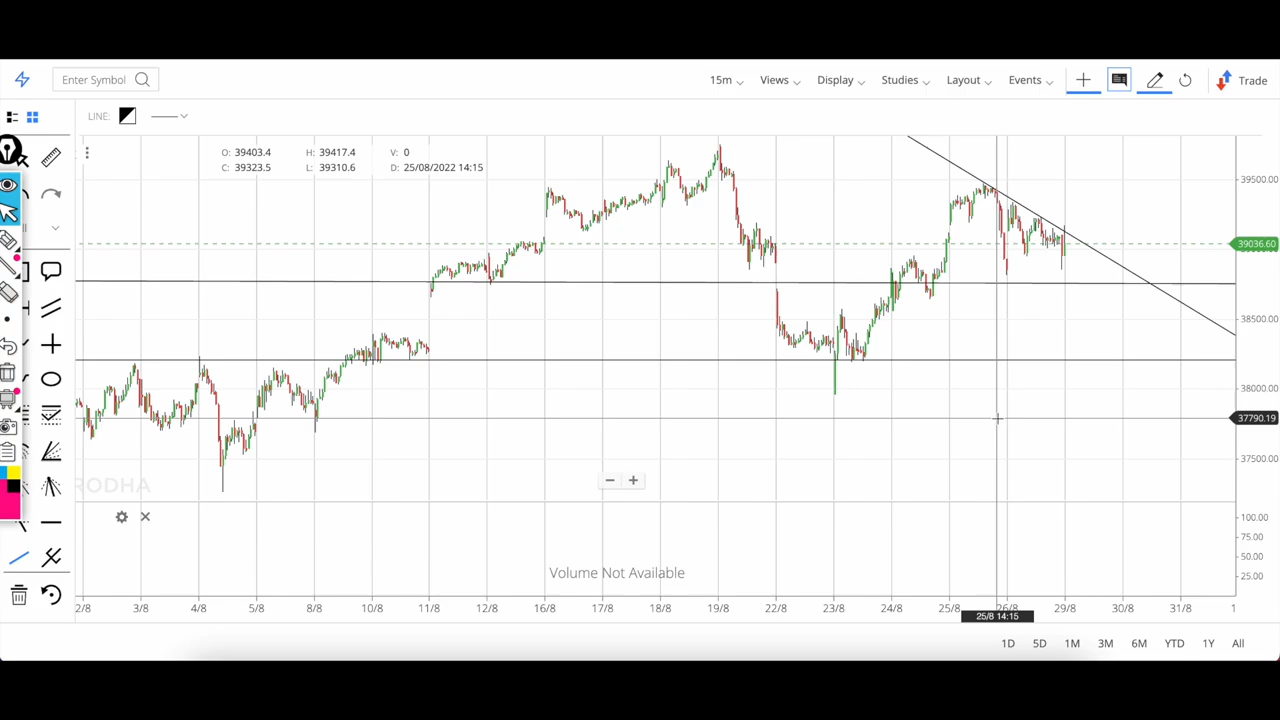 Enter Symbol
15m Views Display Studies Layout Events Trade
LINE:
O: 39403.4 H: 39417.4 V: 0
C: 39323.5 L: 39310.6 D: 25/08/2022 14:15
39500.00
39036.60
38500.00
38000.00
37790.19
37500.00
RODHA
100.00
75.00
50.00
25.00
Volume Not Available
2/8 3/8 4/8 5/8 8/8 10/8 11/8 12/8 16/8 17/8 18/8 19/8 22/8 23/8 24/8 25/8 26/8 29/8 30/8 31/8 1
25/8 14:15
1D 5D 1M 3M 6M YTD 1Y All